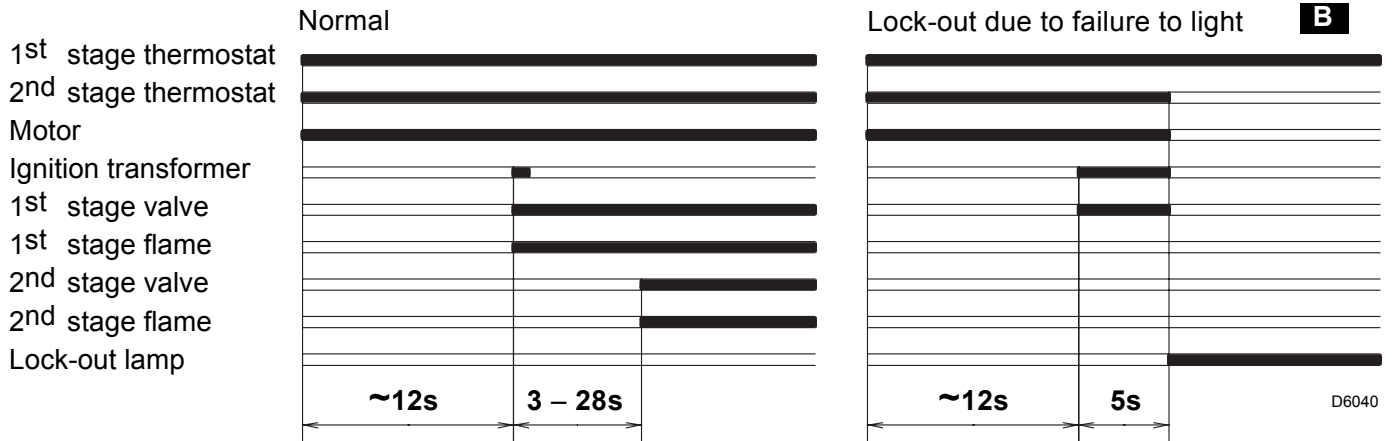 Normal
Lock-out due to failure to light B
1st stage thermostat
2nd stage thermostat
Motor
Ignition transformer
1st stage valve
1st stage flame
2nd stage valve
2nd stage flame
Lock-out lamp
~12s 3 – 28s ~12s 5s D6040